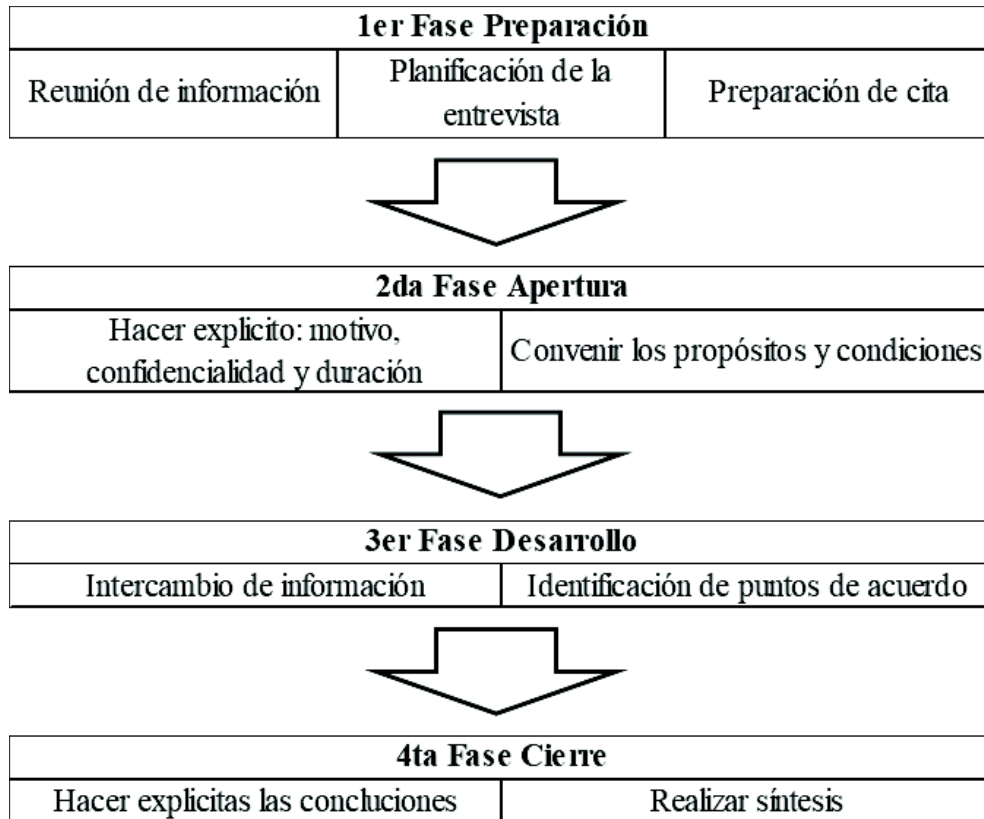 1er Fase Preparación
Reunión de información
Planificación de la
entrevista
Preparación de cita
2da Fase Apertura
Hacer explicito: motivo,
confidencialidad y duración
Convenir los propósitos y condiciones
3er Fase Desarrollo
Intercambio de información
Identificación de puntos de acuerdo
4ta Fase Cierre
Hacer explicitas las concluciones
Realizar síntesis